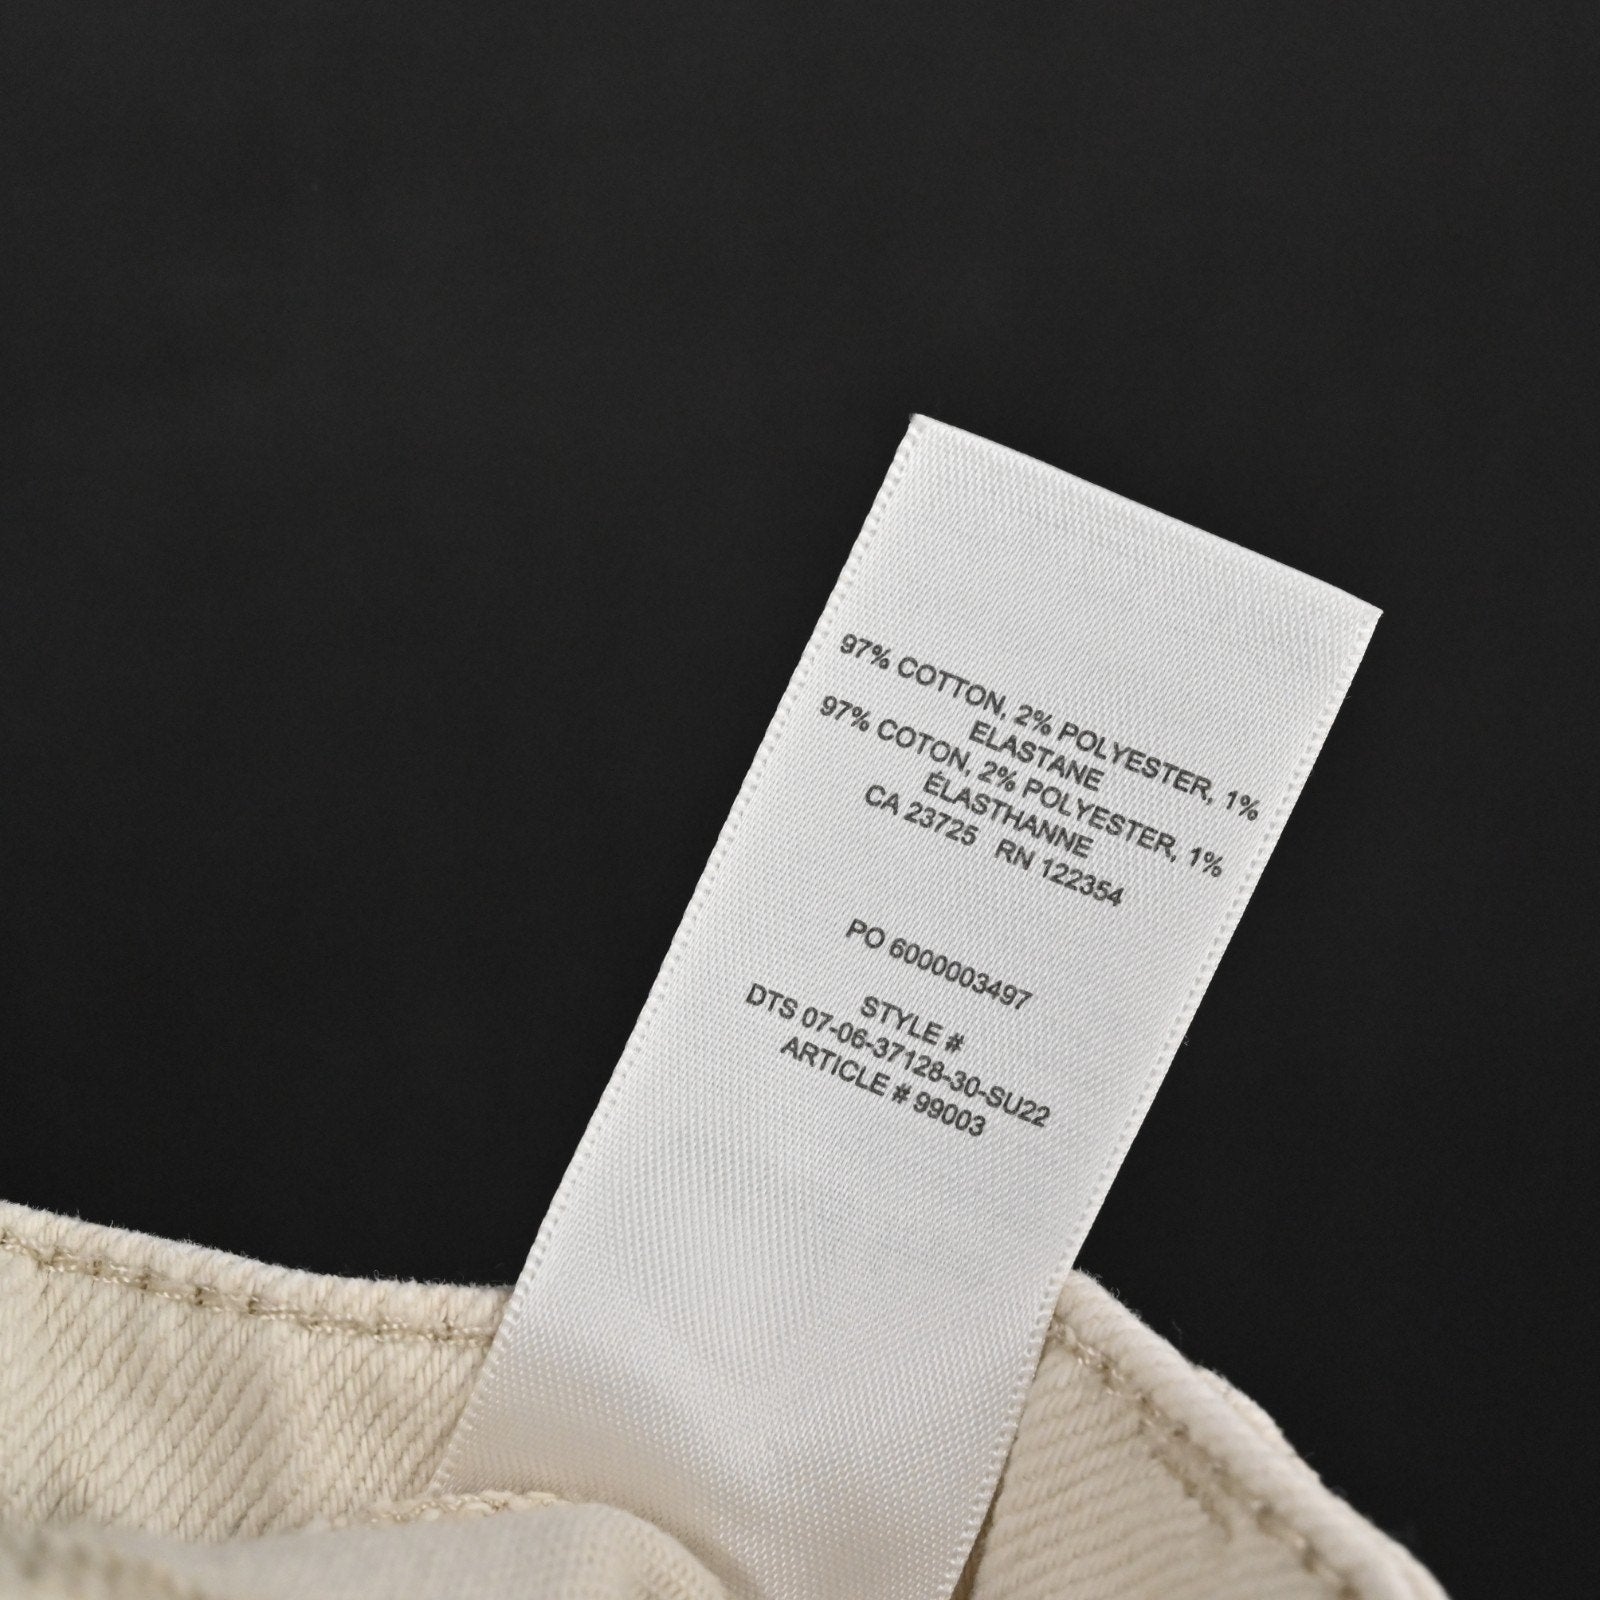 97% COTTON, 2% POLYESTER, 1%
ELASTANE
97% COTON, 2% POLYESTER, 1%
ÉLASTHANNE
CA 23725 RN 122354
PO 6000003497
STYLE #
DTS 07-06-37128-30-SU22
ARTICLE # 99003